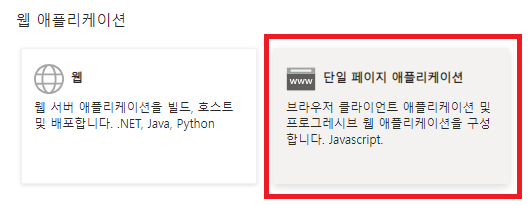 웹 애플리케이션
웹
웹 서버 애플리케이션을 빌드, 호스트
및 배포합니다. .NET, Java, Python
WWW
단일 페이지 애플리케이션
브라우저 클라이언트 애플리케이션 및
프로그레시브 웹 애플리케이션을 구성
합니다. Javascript.